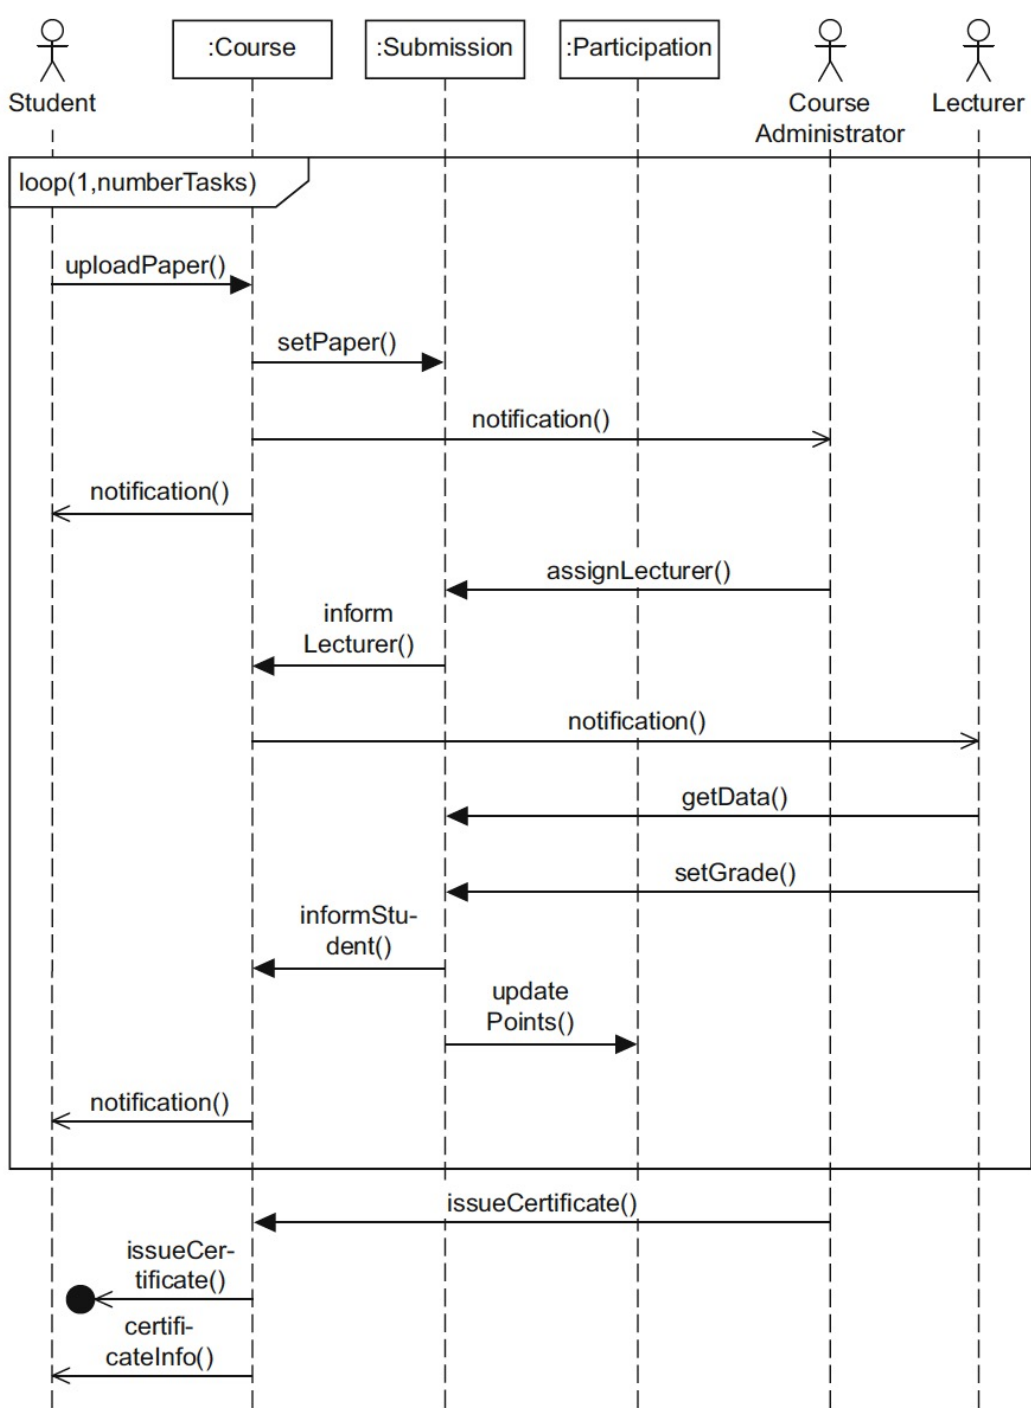 :Course
:Submission
:Participation
Student
Course
Administrator
Lecturer
loop(1,numberTasks)
uploadPaper()
setPaper()
notification()
notification()
assignLecturer()
inform
Lecturer()
notification()
getData()
setGrade()
informStu-
dent()
update
Points()
notification()
issueCertificate()
issueCer-
tificate()
certifi-
cateInfo()